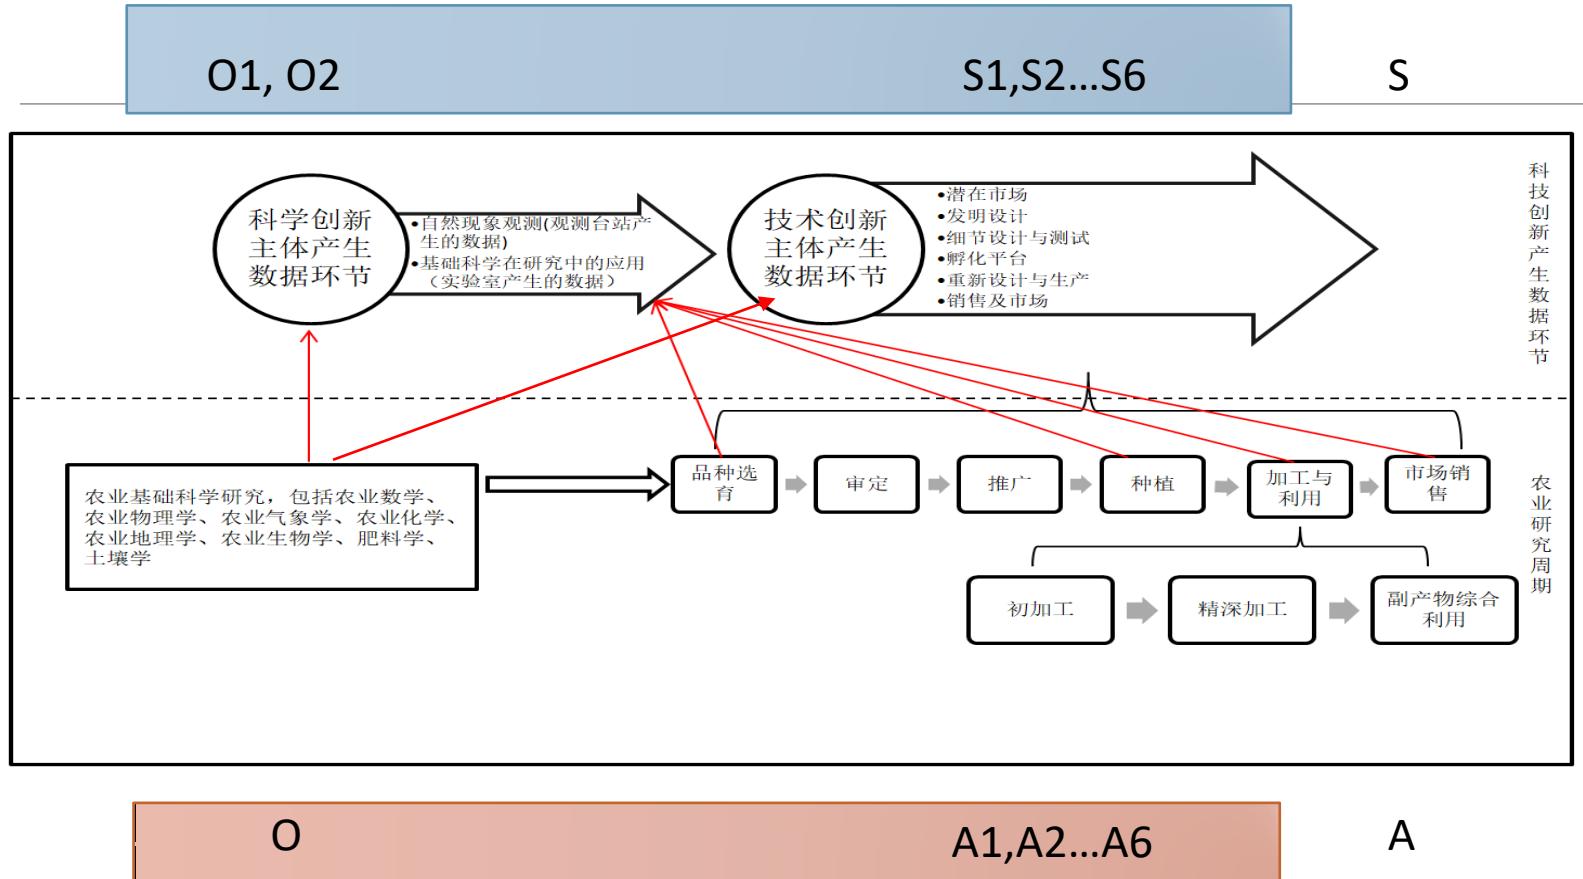 O1, O2
S1,S2...S6
S
科学创新
主体产生
数据环节
•自然现象观测(观测台站产
生的数据)
•基础科学在研究中的应用
（实验室产生的数据）
技术创新
主体产生
数据环节
•潜在市场
•发明设计
•细节设计与测试
•孵化平台
•重新设计与生产
•销售及市场
科技创新产生数据环节
农业基础科学研究，包括农业数学、
农业物理学、农业气象学、农业化学、
农业地理学、农业生物学、肥料学、
土壤学
品种选
育
审定
推广
种植
加工与
利用
市场销
售
初加工
精深加工
副产物综合
利用
农业研究周期
O
A1,A2...A6
A